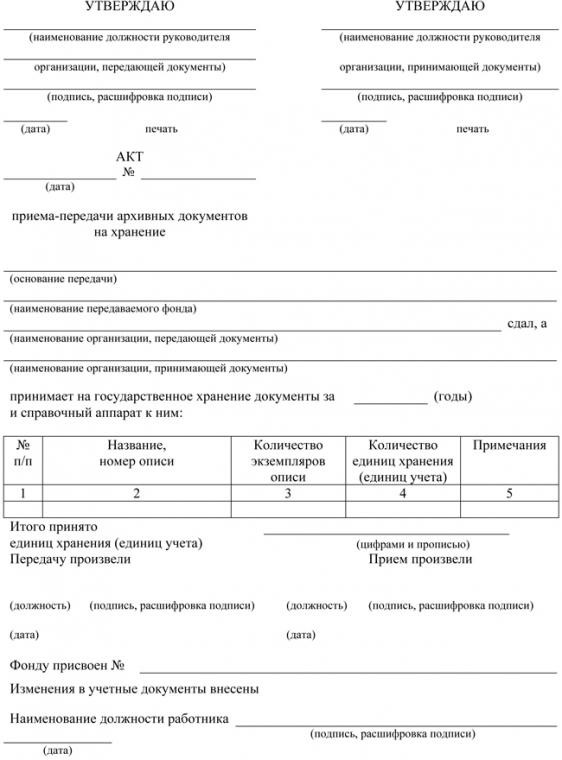 УТВЕРЖДАЮ УТВЕРЖДАЮ
(наименование должности руководителя (наименование должности руководителя
организации, передающей документы) организации, принимающей документы)
(подпись, расшифровка подписи) (подпись, расшифровка подписи)
(дата) печать (дата) печать
АКТ
№
(дата)
приема-передачи архивных документов
на хранение
(основание передачи)
(наименование передаваемого фонда)
сдал, а
(наименование организации, передающей документы)
(наименование организации, принимающей документы)
принимает на государственное хранение документы за (годы)
и справочный аппарат к ним:
№ Название, Количество Количество Примечания
п/п номер описи экземпляров единиц хранения
описи (единиц учета)
1 2 3 4 5
Итого принято
единиц хранения (единиц учета) (цифрами и прописью)
Передачу произвели Прием произвели
(должность) (подпись, расшифровка подписи) (должность) (подпись, расшифровка подписи)
(дата) (дата)
Фонду присвоен №
Изменения в учетные документы внесены
Наименование должности работника
(подпись, расшифровка подписи)
(дата)